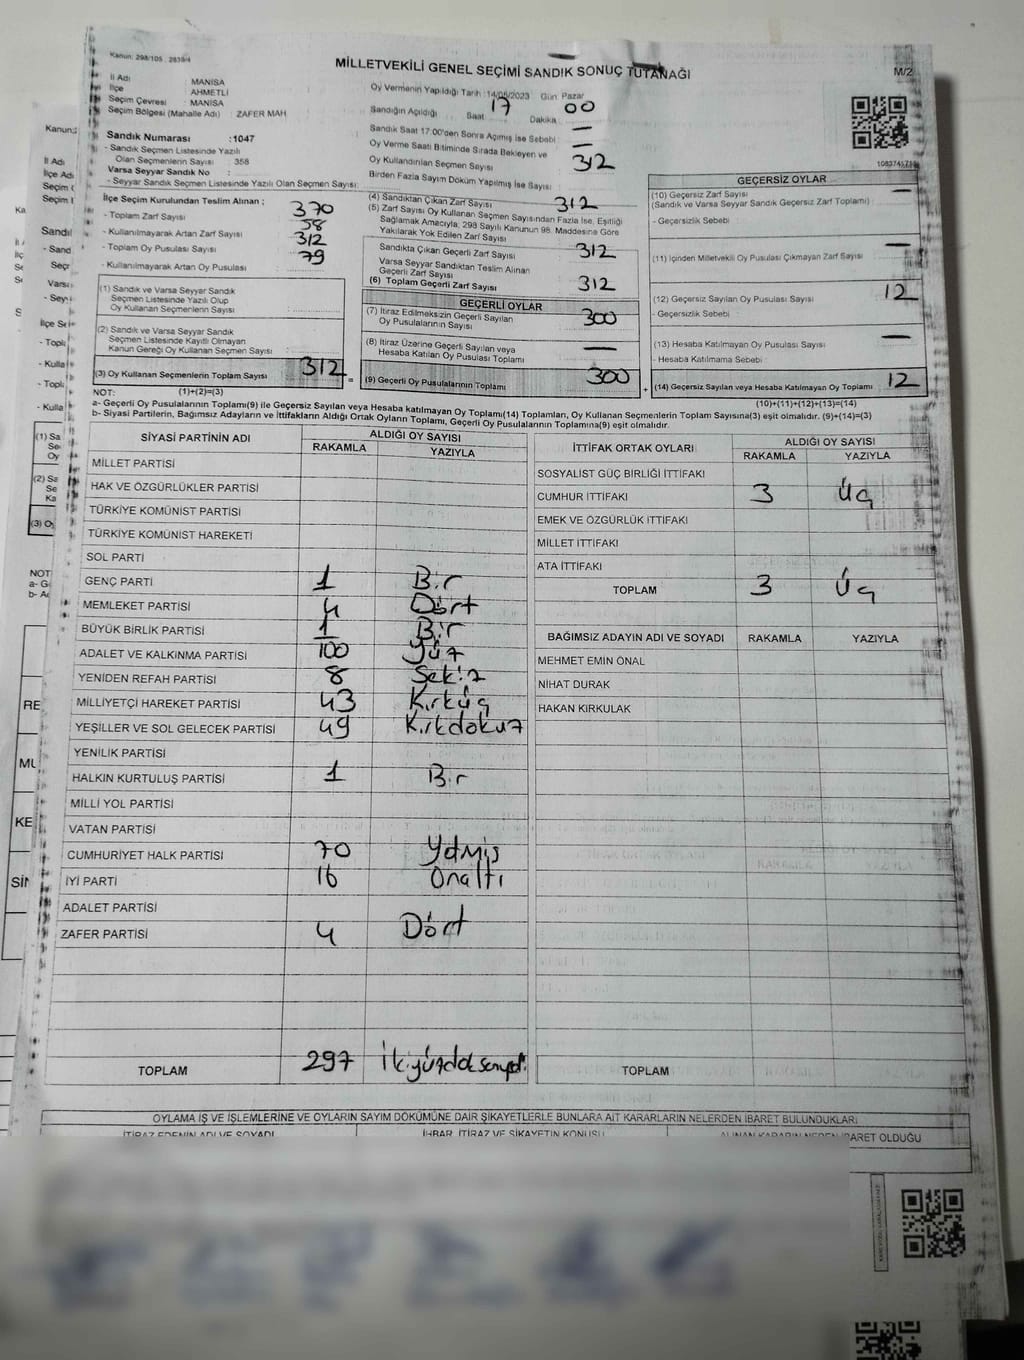 Kanun: 298/105, 2839/4
MİLLETVEKİLİ GENEL SEÇİMİ SANDIK SONUÇ TUTANAĞI
M/2
İl Adı MANİSA
İlçe AHMETLİ
Seçim Çevresi : MANİSA
Seçim Bölgesi (Mahalle Adı) ZAFER MAH
Sandık Numarası : 1047
- Sandık Seçmen Listesinde Yazılı
Olan Seçmenlerin Sayısı : 358
Varsa Seyyar Sandık No :
- Seyyar Sandık Seçmen Listesinde Yazılı Olan Seçmen Sayısı:
Oy Vermenin Yapıldığı Tarih : 14/05/2023 Gün Pazar
Sandığın Açıldığı Saat 17 Dakika 00
Sandık Saat 17:00'den Sonra Açılmış İse Sebebi —
Oy Verme Saati Bitiminde Sırada Bekleyen ve —
Oy Kullandırılan Seçmen Sayısı 312
Birden Fazla Sayım Döküm Yapılmış İse Sayısı
İlçe Seçim Kurulundan Teslim Alınan ;
- Toplam Zarf Sayısı 370
- Kullanılmayarak Artan Zarf Sayısı 58
- Toplam Oy Pusulası Sayısı 312
- Kullanılmayarak Artan Oy Pusulası 79
(1) Sandık ve Varsa Seyyar Sandık
Seçmen Listesinde Yazılı Olup
Oy Kullanan Seçmenlerin Sayısı :
(2) Sandık ve Varsa Seyyar Sandık
Seçmen Listesinde Kayıtlı Olmayan
Kanun Gereği Oy Kullanan Seçmen Sayısı :
(3) Oy Kullanan Seçmenlerin Toplam Sayısı 312 =
(1)+(2)=(3)
(4) Sandıktan Çıkan Zarf Sayısı 312
(5) Zarf Sayısı Oy Kullanan Seçmen Sayısından Fazla İse, Eşitliği
Sağlamak Amacıyla; 298 Sayılı Kanunun 98. Maddesine Göre
Yakılarak Yok Edilen Zarf Sayısı
Sandıkta Çıkan Geçerli Zarf Sayısı 312
Varsa Seyyar Sandıktan Teslim Alınan
Geçerli Zarf Sayısı
(6) Toplam Geçerli Zarf Sayısı 312
GEÇERLİ OYLAR
(7) İtiraz Edilmeksizin Geçerli Sayılan
Oy Pusulalarının Sayısı 300
(8) İtiraz Üzerine Geçerli Sayılan veya —
Hesaba Katılan Oy Pusulası Toplamı
(9) Geçerli Oy Pusulalarının Toplamı 300 +
GEÇERSİZ OYLAR
(10) Geçersiz Zarf Sayısı —
(Sandık ve Varsa Seyyar Sandık Geçersiz Zarf Toplamı)
- Geçersizlik Sebebi :
(11) İçinden Milletvekili Oy Pusulası Çıkmayan Zarf Sayısı —
(12) Geçersiz Sayılan Oy Pusulası Sayısı 12
- Geçersizlik Sebebi :
(13) Hesaba Katılmayan Oy Pusulası Sayısı —
- Hesaba Katılmama Sebebi :
(14) Geçersiz Sayılan veya Hesaba Katılmayan Oy Toplamı 12
(10)+(11)+(12)+(13)=(14)
NOT:
a- Geçerli Oy Pusulalarının Toplamı(9) ile Geçersiz Sayılan veya Hesaba katılmayan Oy Toplamı(14) Toplamları, Oy Kullanan Seçmenlerin Toplam Sayısına(3) eşit olmalıdır. (9)+(14)=(3)
b- Siyasi Partilerin, Bağımsız Adayların ve İttifakların Aldığı Ortak Oyların Toplamı, Geçerli Oy Pusulalarının Toplamına(9) eşit olmalıdır.
SİYASİ PARTİNİN ADI ALDIĞI OY SAYISI
RAKAMLA YAZIYLA
MİLLET PARTİSİ
HAK VE ÖZGÜRLÜKLER PARTİSİ
TÜRKİYE KOMÜNİST PARTİSİ
TÜRKİYE KOMÜNİST HAREKETİ
SOL PARTİ
GENÇ PARTİ 1 Bir
MEMLEKET PARTİSİ 4 Dört
BÜYÜK BİRLİK PARTİSİ 1 Bir
ADALET VE KALKINMA PARTİSİ 100 Yüz
YENİDEN REFAH PARTİSİ 8 Sekiz
MİLLİYETÇİ HAREKET PARTİSİ 43 Kırküç
YEŞİLLER VE SOL GELECEK PARTİSİ 49 Kırkdokuz
YENİLİK PARTİSİ
HALKIN KURTULUŞ PARTİSİ 1 Bir
MİLLİ YOL PARTİSİ
VATAN PARTİSİ
CUMHURİYET HALK PARTİSİ 70 Ydmiş
İYİ PARTİ 16 Onaltı
ADALET PARTİSİ
ZAFER PARTİSİ 4 Dört
TOPLAM 297
İTTİFAK ORTAK OYLARI ALDIĞI OY SAYISI
RAKAMLA YAZIYLA
SOSYALİST GÜÇ BİRLİĞİ İTTİFAKI
CUMHUR İTTİFAKI 3 Üç
EMEK VE ÖZGÜRLÜK İTTİFAKI
MİLLET İTTİFAKI
ATA İTTİFAKI
TOPLAM 3 Üç
BAĞIMSIZ ADAYIN ADI VE SOYADI RAKAMLA YAZIYLA
MEHMET EMİN ÖNAL
NİHAT DURAK
HAKAN KIRKULAK
TOPLAM
OYLAMA İŞ VE İŞLEMLERİNE VE OYLARIN SAYIM DÖKÜMÜNE DAİR ŞİKAYETLERLE BUNLARA AİT KARARLARIN NELERDEN İBARET BULUNDUKLARI
İTİRAZ EDENİN ADI VE SOYADI İHBAR, İTİRAZ VE ŞİKAYETİN KONUSU ALINAN KARARIN NEDEN İBARET OLDUĞU